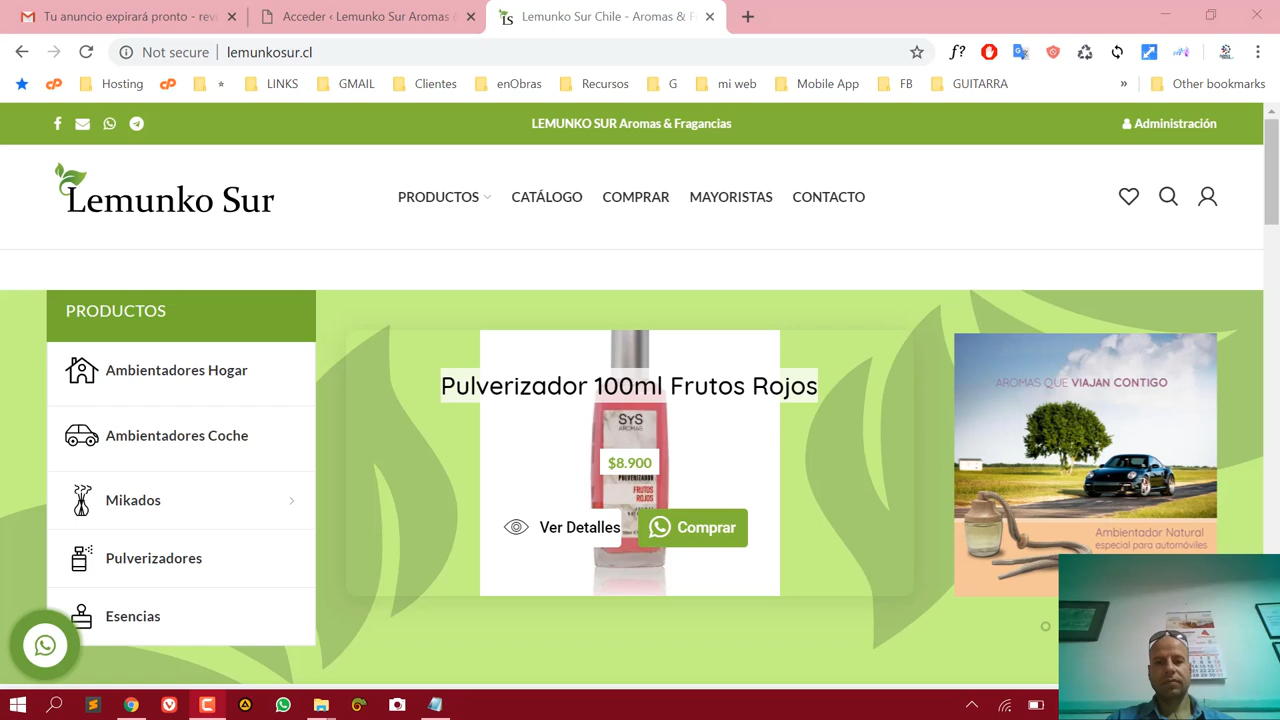 Tu anuncio expirará pronto - rev
Acceder ‹ Lemunko Sur Aromas
Lemunko Sur Chile - Aromas & F
Not secure
lemunkosur.cl
f?
Hosting
LINKS
GMAIL
Clientes
enObras
Recursos
G
mi web
Mobile App
FB
GUITARRA
»
Other bookmarks
LEMUNKO SUR Aromas & Fragancias
Administración
Lemunko Sur
PRODUCTOS
CATÁLOGO
COMPRAR
MAYORISTAS
CONTACTO
PRODUCTOS
Ambientadores Hogar
Ambientadores Coche
Mikados
Pulverizadores
Esencias
Pulverizador 100ml Frutos Rojos
SYS
AROMAS
$8.900
PULVERIZADOR
FRUTOS
ROJOS
Ver Detalles
Comprar
AROMAS QUE VIAJAN CONTIGO
Ambientador Natural
especial para automóviles